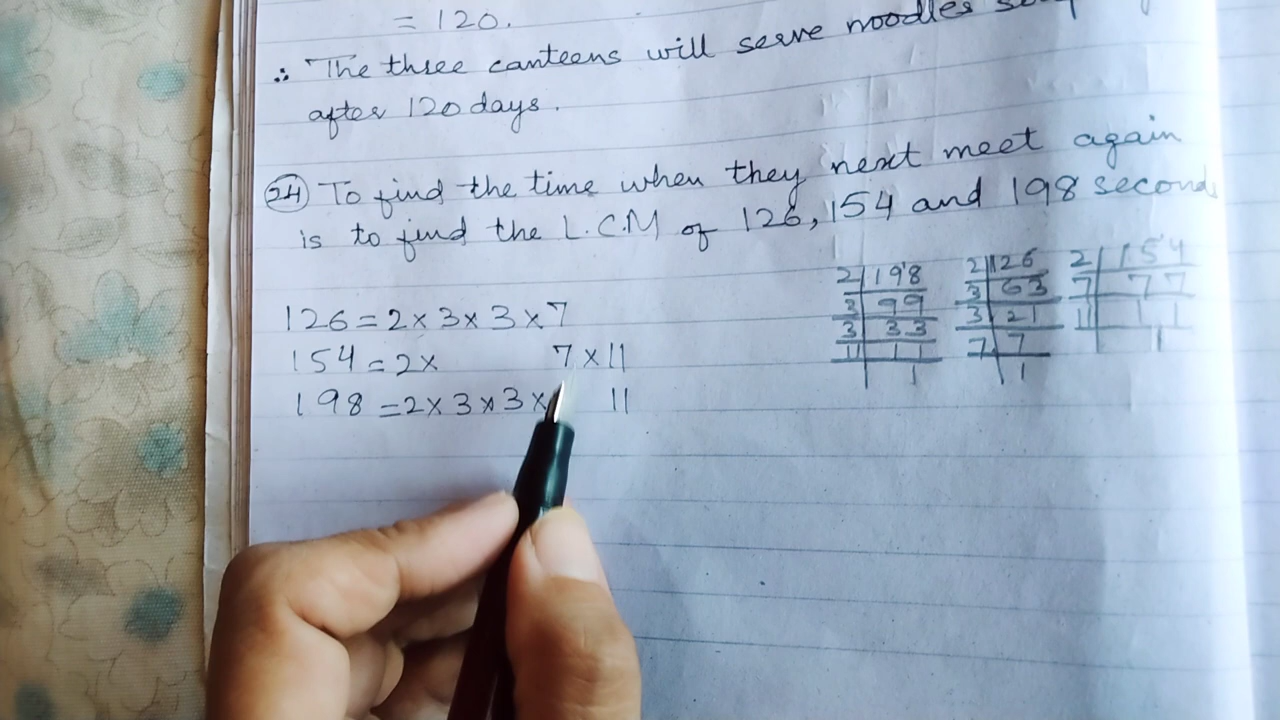 = 120.
∴ The three canteens will serve noodles
after 120 days.
24 To find the time when they next meet again
is to find the L.C.M of 126, 154 and 198 seconds
126 = 2 × 3 × 3 × 7
154 = 2 × 7 × 11
198 = 2 × 3 × 3 × 11
2 198
3 99
3 33
11 11
1
2 126
3 63
3 21
7 7
1
2 154
7 77
11 11
1